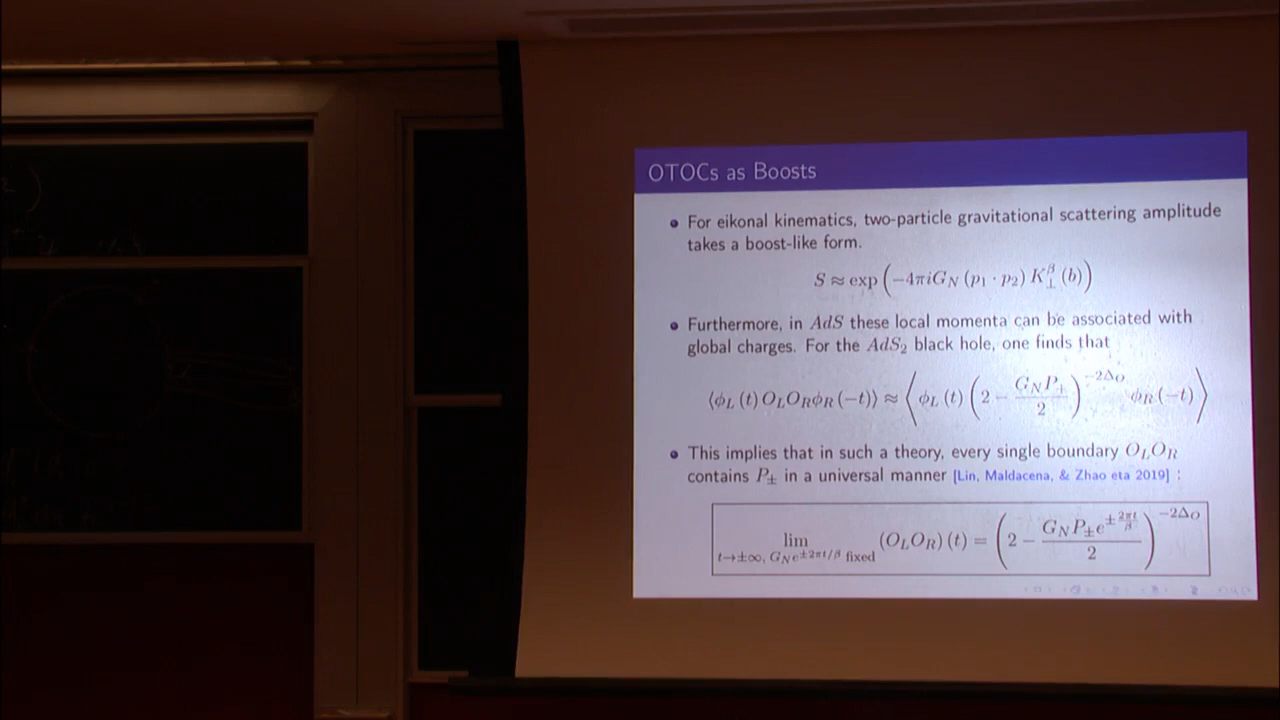 OTOCs as Boosts
• For eikonal kinematics, two-particle gravitational scattering amplitude
takes a boost-like form.
S ≈ exp (−4πiG_N (p_1 · p_2) K_⊥^β (b))
• Furthermore, in AdS these local momenta can be associated with
global charges. For the AdS_2 black hole, one finds that
⟨ϕ_L (t) O_L O_R ϕ_R (−t)⟩ ≈ ⟨ϕ_L (t) (2 − G_N P_+ / 2)^{−2Δ_O} ϕ_R (−t)⟩
• This implies that in such a theory, every single boundary O_L O_R
contains P_± in a universal manner [Lin, Maldacena, & Zhao eta 2019] :
lim_{t→±∞, G_N e^{±2πt/β} fixed} (O_L O_R) (t) = (2 − G_N P_± e^{±2πt/β} / 2)^{−2Δ_O}